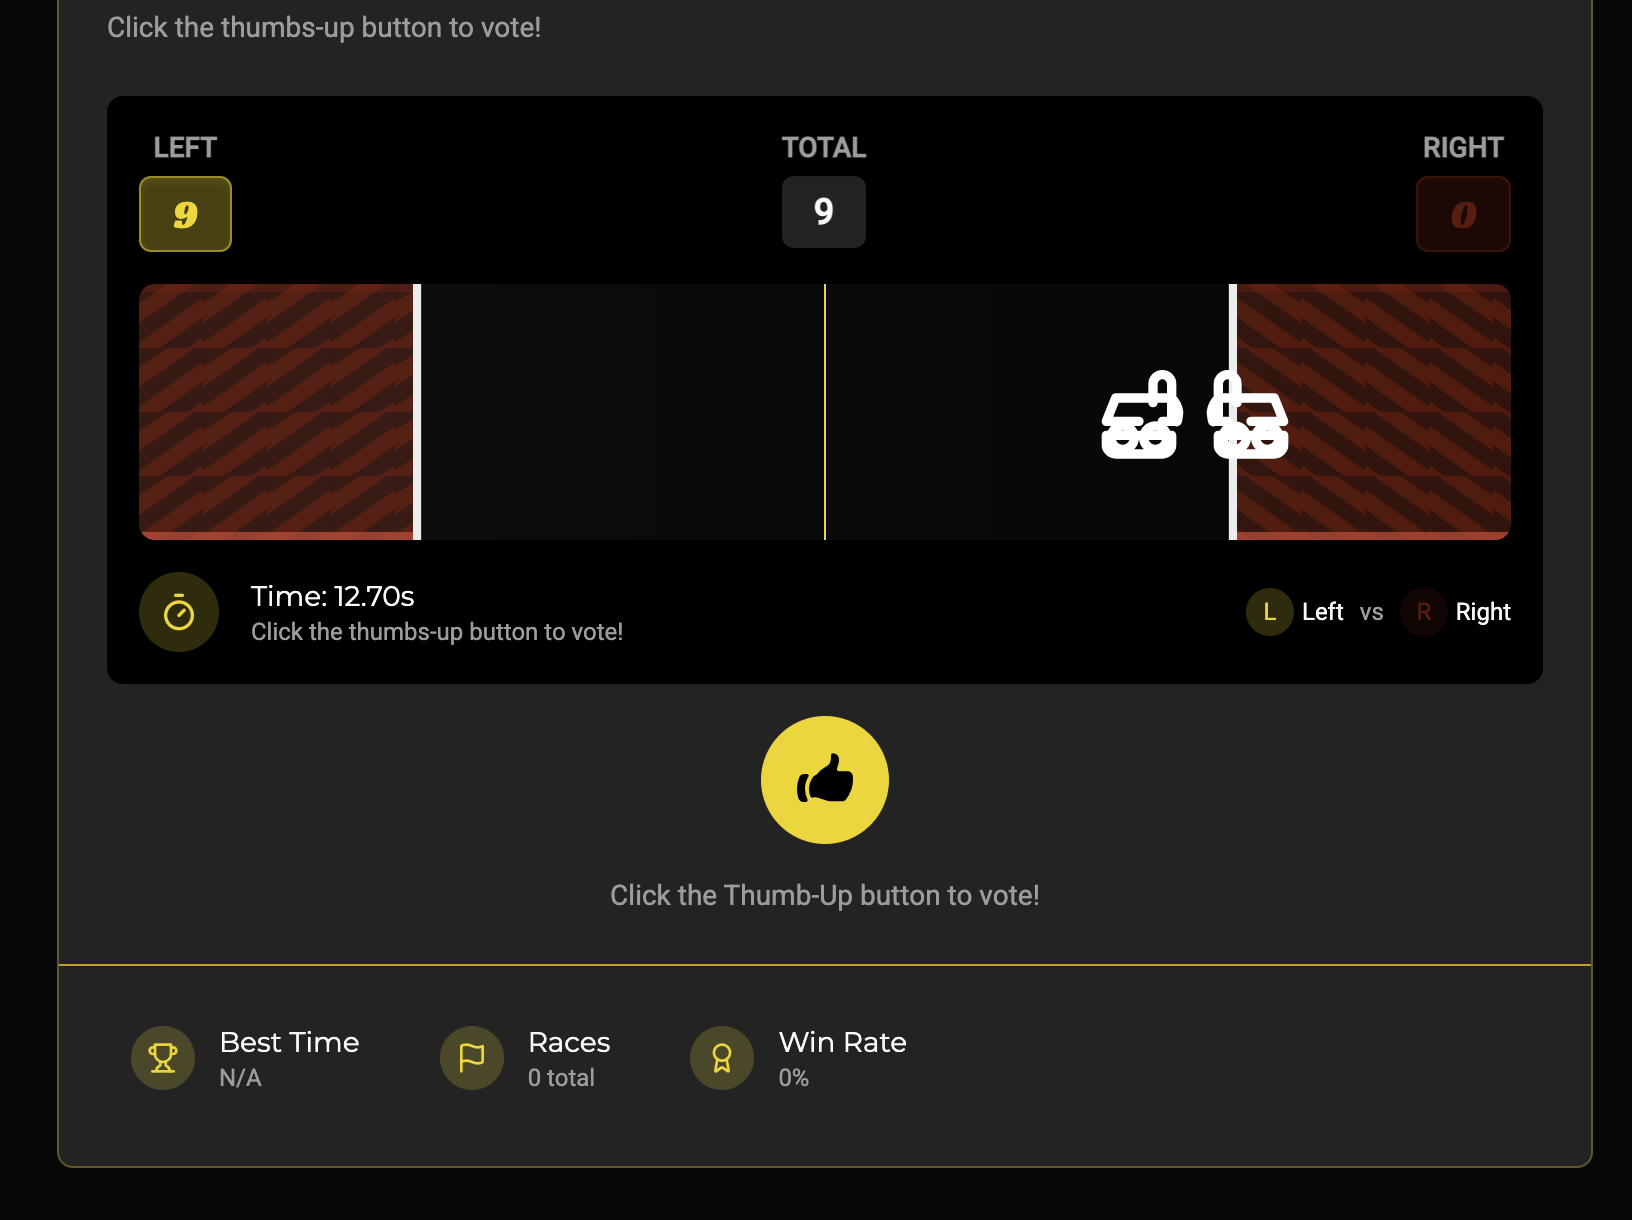 Click the thumbs-up button to vote!
LEFT
TOTAL
RIGHT
9
9
0
Time: 12.70s
Click the thumbs-up button to vote!
L Left vs R Right
Click the Thumb-Up button to vote!
Best Time
N/A
Races
0 total
Win Rate
0%